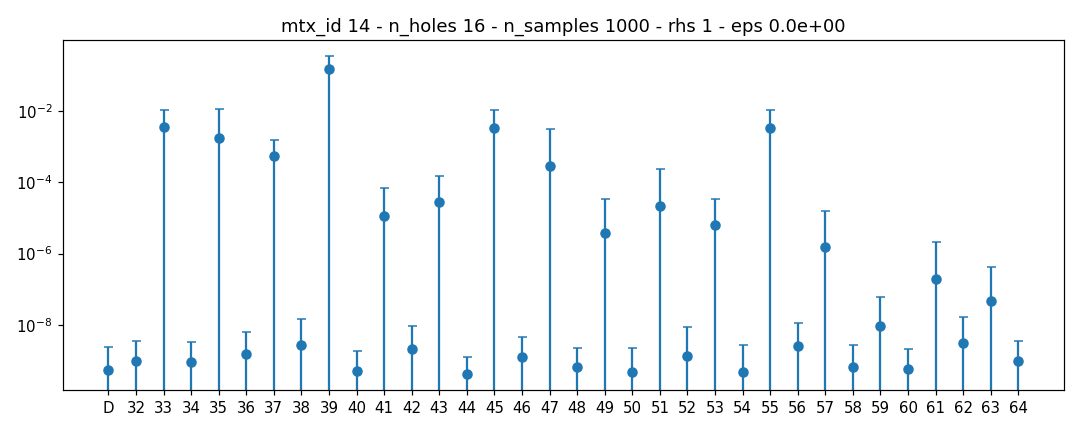 mtx_id 14 - n_holes 16 - n_samples 1000 - rhs 1 - eps 0.0e+00
10⁻²
10⁻⁴
10⁻⁶
10⁻⁸
D 32 33 34 35 36 37 38 39 40 41 42 43 44 45 46 47 48 49 50 51 52 53 54 55 56 57 58 59 60 61 62 63 64